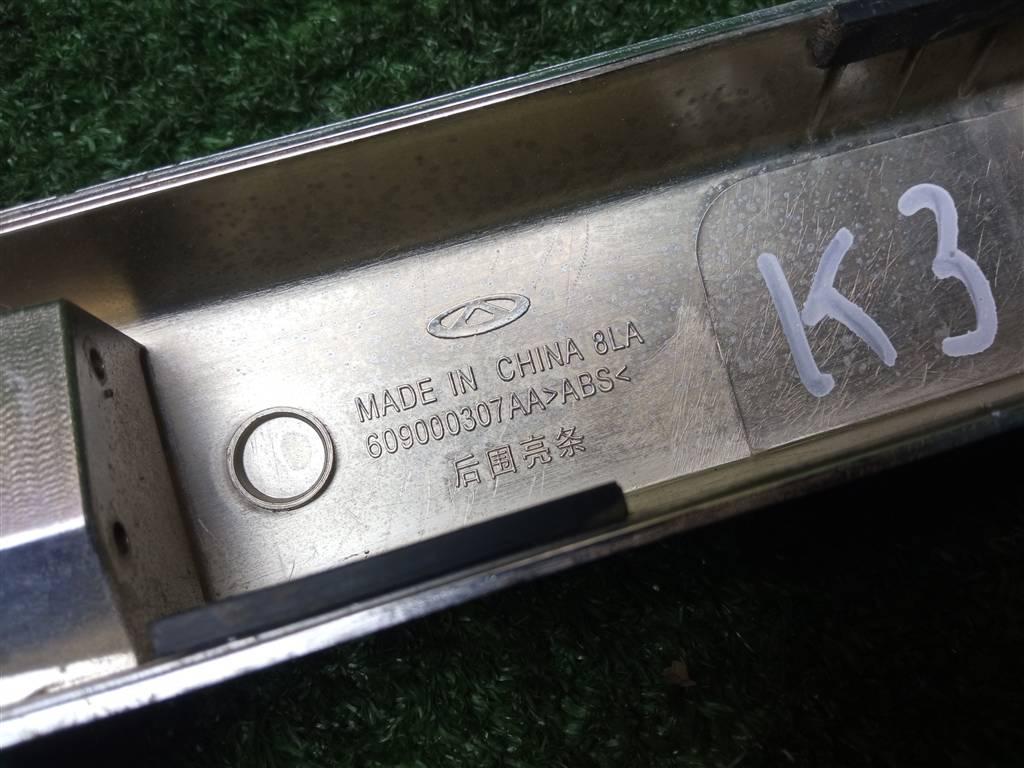 MADE IN CHINA 8LA
609000307AA>ABS<
后围亮条
K3